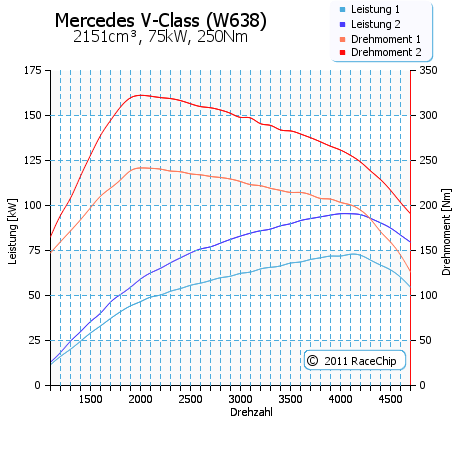 Mercedes V-Class (W638)
2151cm³, 75kW, 250Nm
Leistung 1
Leistung 2
Drehmoment 1
Drehmoment 2
175
150
125
100
75
50
25
0
Leistung [kW]
350
300
250
200
150
100
50
0
Drehmoment [Nm]
1500 2000 2500 3000 3500 4000 4500
Drehzahl
© 2011 RaceChip